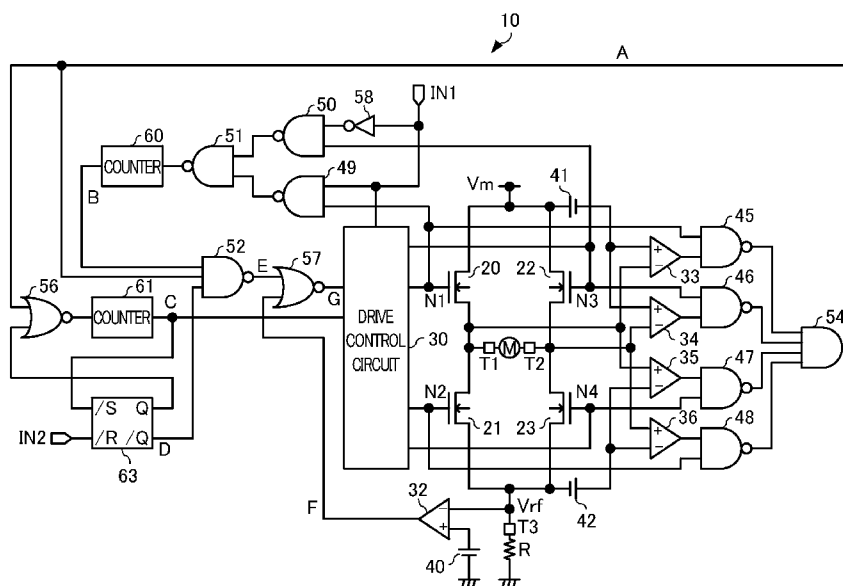 10
A
IN1
58
50
51
60
COUNTER
49
B
Vm
41
45
52
57
56
61
COUNTER
C
E
G
DRIVE
CONTROL
CIRCUIT
30
N1
20
22
N3
33
46
34
54
T1
M
T2
35
47
N2
21
23
N4
36
48
/S Q
/R /Q
IN2
63
D
F
32
Vrf
42
T3
R
40
+
−
+
−
+
−
+
−
−
+